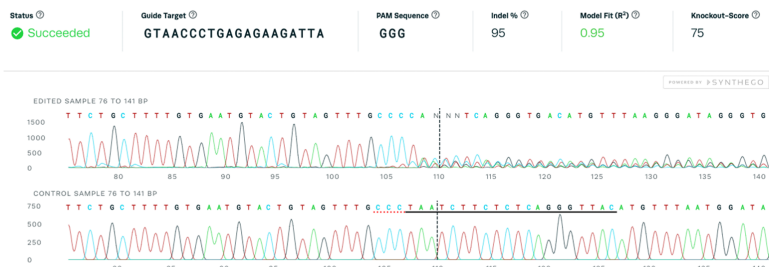 Status ? Guide Target ? PAM Sequence ? Indel % ? Model Fit (R²) ? Knockout-Score ?
Succeeded GTAACCCTGAGAGAAGATTA GGG 95 0.95 75
POWERED BY SYNTHEGO
EDITED SAMPLE 76 TO 141 BP
T T C T G C T T T T G T G A A T G T A C T G T A G T T T G C C C C A N N N T C A G G G T G A C A T G T T T A A G G G A T A G G G T G
1500
1000
500
0
80 85 90 95 100 105 110 115 120 125 130 135 140
CONTROL SAMPLE 76 TO 141 BP
T T C T G C T T T T G T G A A T G T A C T G T A G T T T G C C C T A A T C T T C T C T C A G G G T T A C A T G T T T A A T G G A T A
750
500
250
0